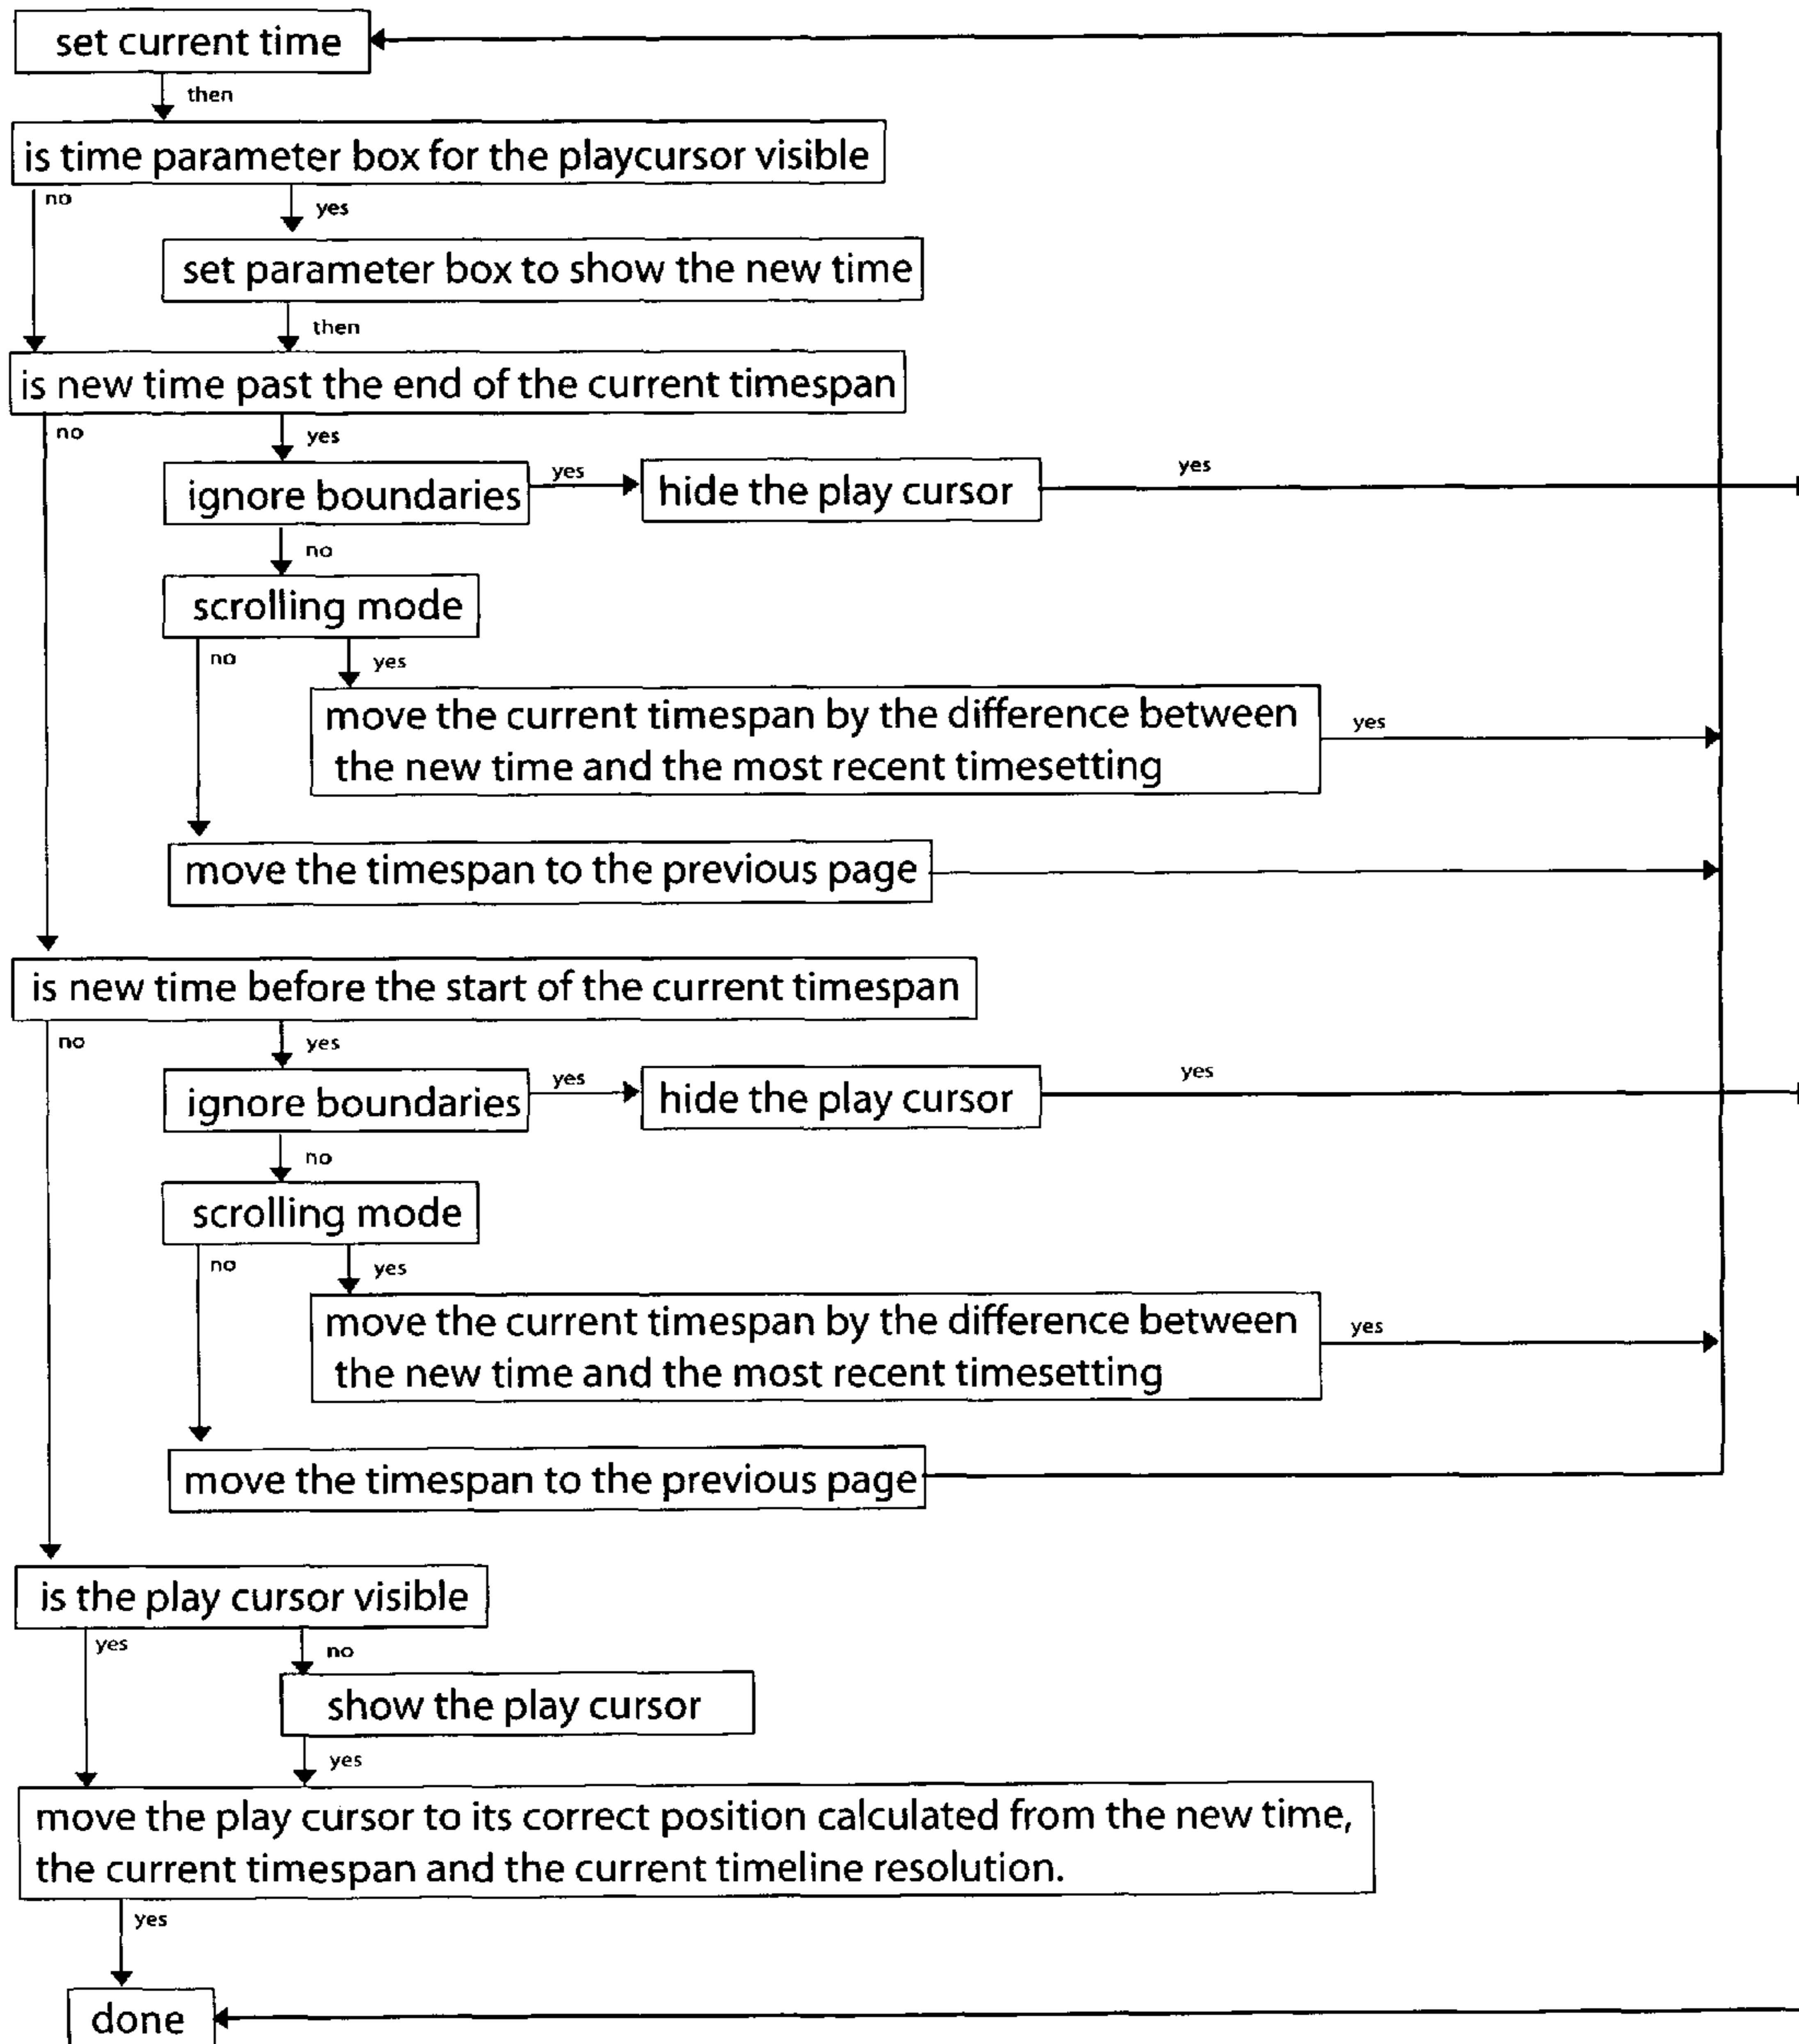 set current time
then
is time parameter box for the playcursor visible
no
yes
set parameter box to show the new time
then
is new time past the end of the current timespan
no
yes
ignore boundaries
yes
hide the play cursor
yes
no
scrolling mode
no
yes
move the current timespan by the difference between
the new time and the most recent timesetting
yes
move the timespan to the previous page
is new time before the start of the current timespan
no
yes
ignore boundaries
yes
hide the play cursor
yes
no
scrolling mode
no
yes
move the current timespan by the difference between
the new time and the most recent timesetting
yes
move the timespan to the previous page
is the play cursor visible
yes
no
show the play cursor
yes
move the play cursor to its correct position calculated from the new time,
the current timespan and the current timeline resolution.
yes
done